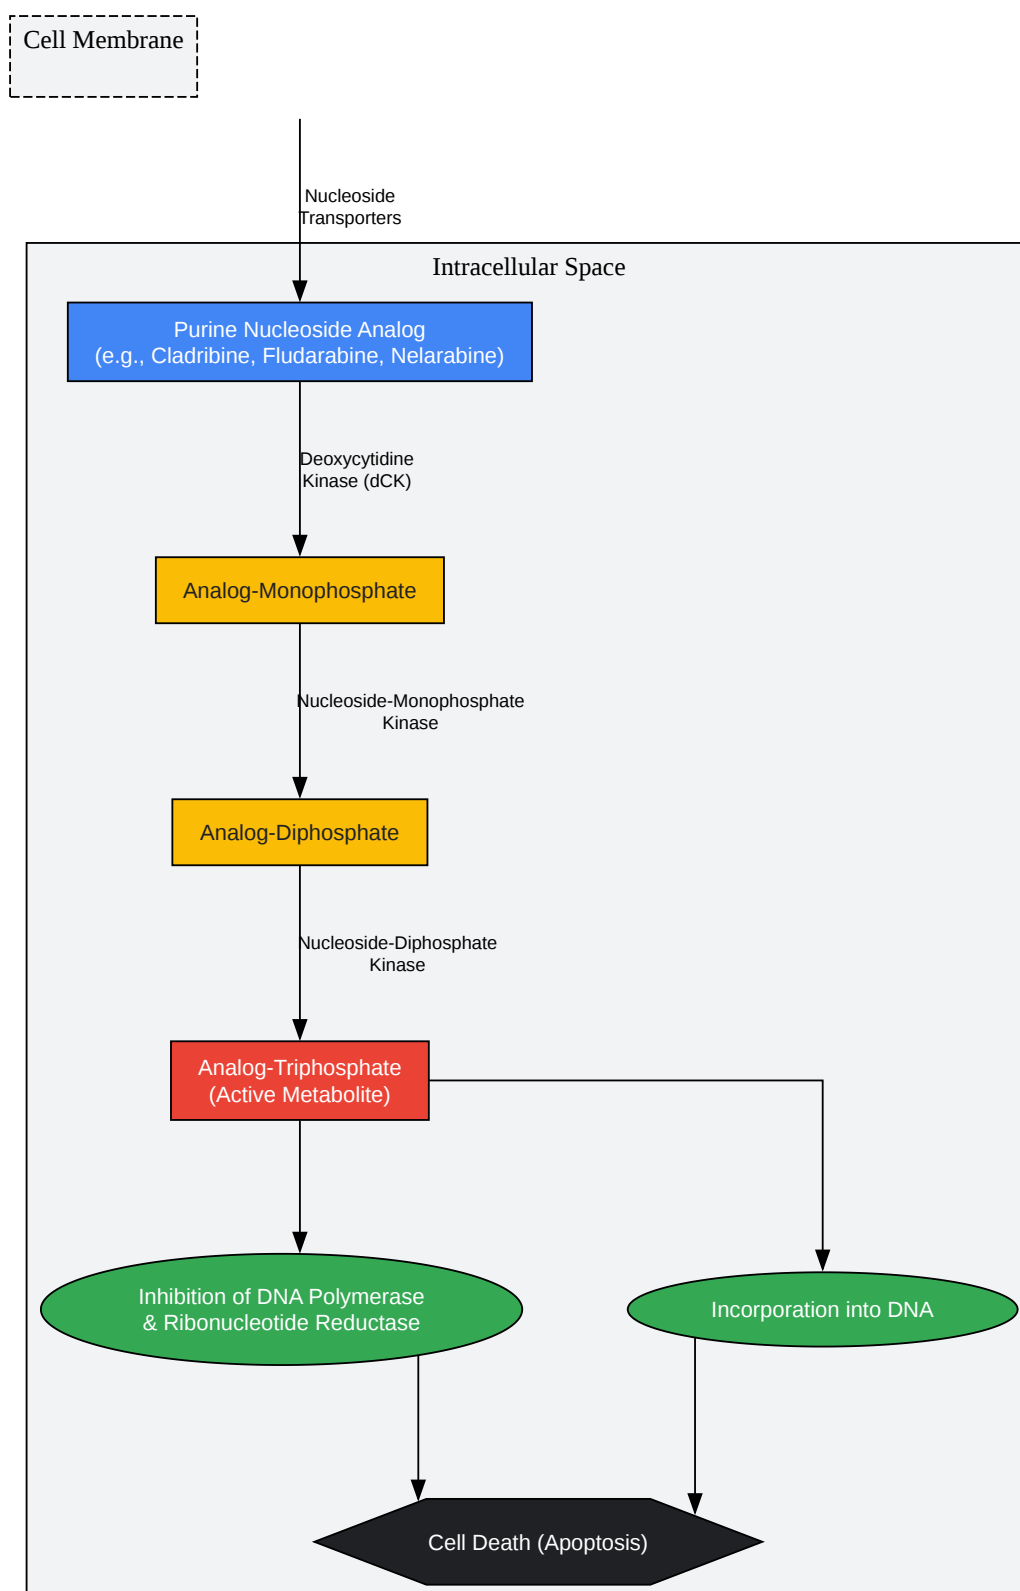 Cell Membrane
Nucleoside
Transporters
Intracellular Space
Purine Nucleoside Analog
(e.g., Cladribine, Fludarabine, Nelarabine)
Deoxycytidine
Kinase (dCK)
Analog-Monophosphate
Nucleoside-Monophosphate
Kinase
Analog-Diphosphate
Nucleoside-Diphosphate
Kinase
Analog-Triphosphate
(Active Metabolite)
Inhibition of DNA Polymerase
& Ribonucleotide Reductase
Incorporation into DNA
Cell Death (Apoptosis)